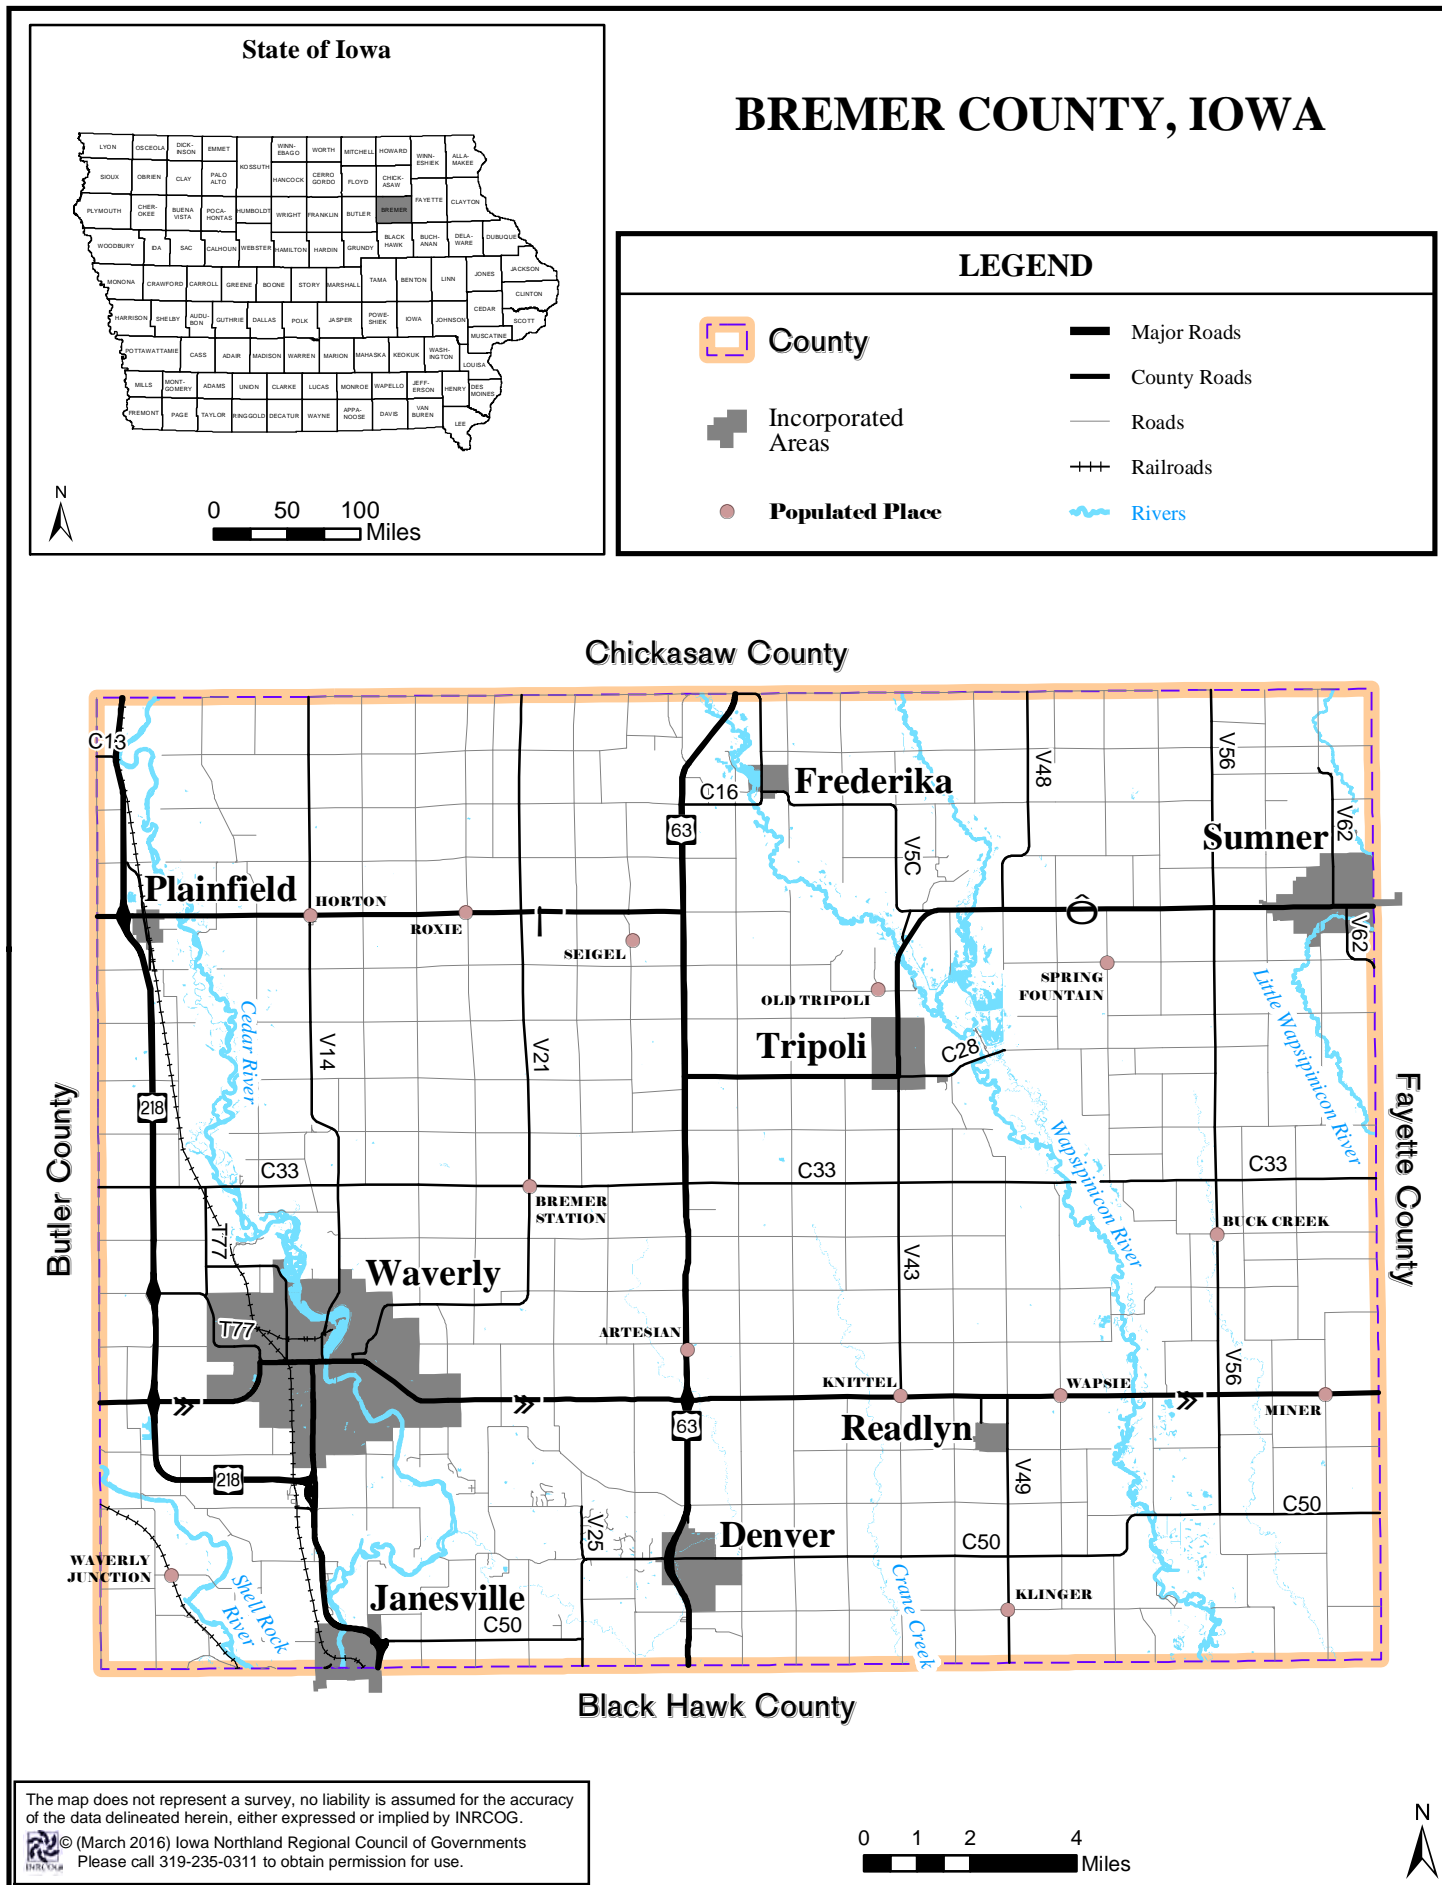 State of Iowa
LYON
OSCEOLA
DICK-
INSON
EMMET
KOSSUTH
WINN-
EBAGO
WORTH
MITCHELL
HOWARD
WINN-
ESHIEK
ALLA-
MAKEE
SIOUX
OBRIEN
CLAY
PALO
ALTO
HANCOCK
CERRO
GORDO
FLOYD
CHICK-
ASAW
PLYMOUTH
CHER-
OKEE
BUENA
VISTA
POCA-
HONTAS
HUMBOLDT
WRIGHT
FRANKLIN
BUTLER
BREMER
FAYETTE
CLAYTON
WOODBURY
IDA
SAC
CALHOUN
WEBSTER
HAMILTON
HARDIN
GRUNDY
BLACK
HAWK
BUCH-
ANAN
DELA-
WARE
DUBUQUE
MONONA
CRAWFORD
CARROLL
GREENE
BOONE
STORY
MARSHALL
TAMA
BENTON
LINN
JONES
JACKSON
CLINTON
HARRISON
SHELBY
AUDU-
BON
GUTHRIE
DALLAS
POLK
JASPER
POWE-
SHIEK
IOWA
JOHNSON
CEDAR
SCOTT
MUSCATINE
POTTAWATTAMIE
CASS
ADAIR
MADISON
WARREN
MARION
MAHASKA
KEOKUK
WASH-
INGTON
LOUISA
MILLS
MONT-
GOMERY
ADAMS
UNION
CLARKE
LUCAS
MONROE
WAPELLO
JEFF-
ERSON
HENRY
DES
MOINES
FREMONT
PAGE
TAYLOR
RINGGOLD
DECATUR
WAYNE
APPA-
NOOSE
DAVIS
VAN
BUREN
LEE
N
0 50 100
Miles
BREMER COUNTY, IOWA
LEGEND
County
Incorporated
Areas
Populated Place
Major Roads
County Roads
Roads
Railroads
Rivers
Chickasaw County
C13
Frederika
C16
V48
V56
63
V62
Sumner
V5C
Plainfield
HORTON
ROXIE
SEIGEL
V62
SPRING
FOUNTAIN
OLD TRIPOLI
Little Wapsipinicon River
Cedar River
V14
V21
Tripoli
C28
218
Butler County
Fayette County
Wapsipinicon River
C33
C33
C33
BREMER
STATION
BUCK CREEK
T77
V43
Waverly
T77
ARTESIAN
KNITTEL
WAPSIE
V56
MINER
63
Readlyn
218
V49
C50
V25
Denver
C50
WAVERLY
JUNCTION
Shell Rock
River
Janesville
C50
Crane Creek
KLINGER
Black Hawk County
The map does not represent a survey, no liability is assumed for the accuracy
of the data delineated herein, either expressed or implied by INRCOG.
© (March 2016) Iowa Northland Regional Council of Governments
Please call 319-235-0311 to obtain permission for use.
INRCOG
0 1 2 4
Miles
N